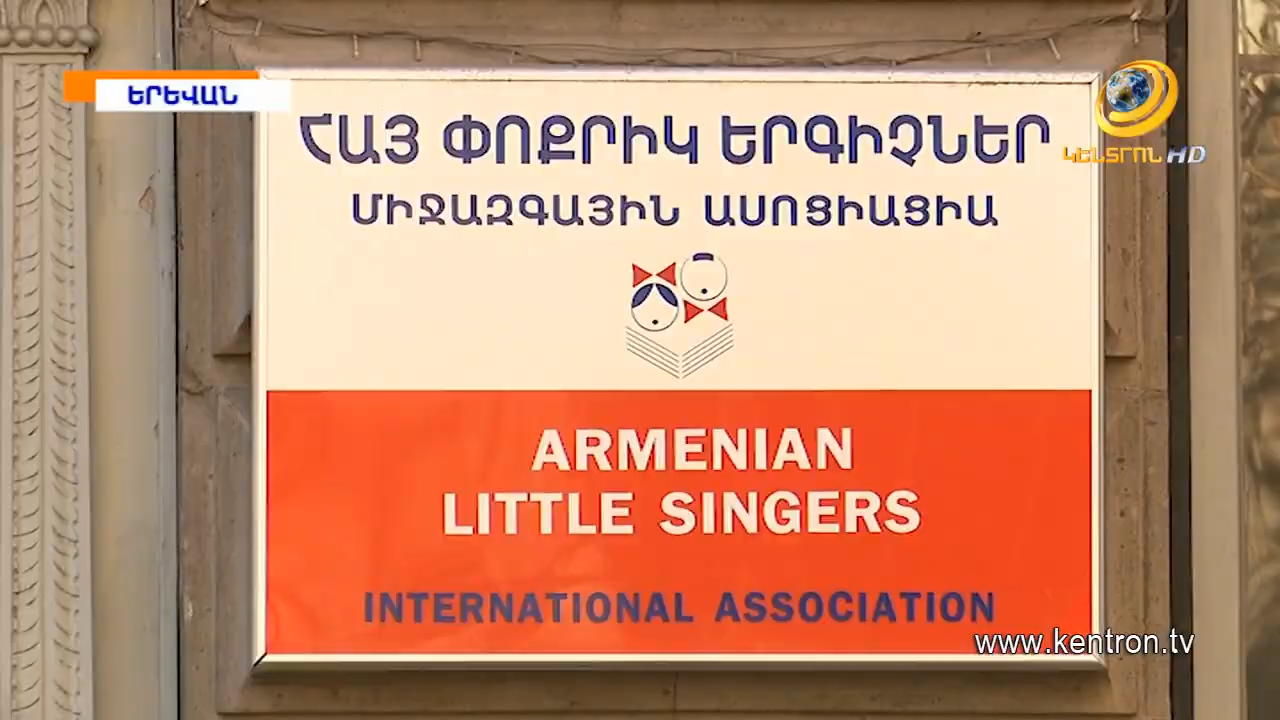 ԵՐԵՎԱՆ
ՀԱՅ ՓՈՔՐԻԿ ԵՐԳԻՉՆԵՐ
ԿԵՆՏՐՈՆ HD
ՄԻՋԱԶԳԱՅԻՆ ԱՍՈՑԻԱՑԻԱ
ARMENIAN
LITTLE SINGERS
INTERNATIONAL ASSOCIATION
www.kentron.tv